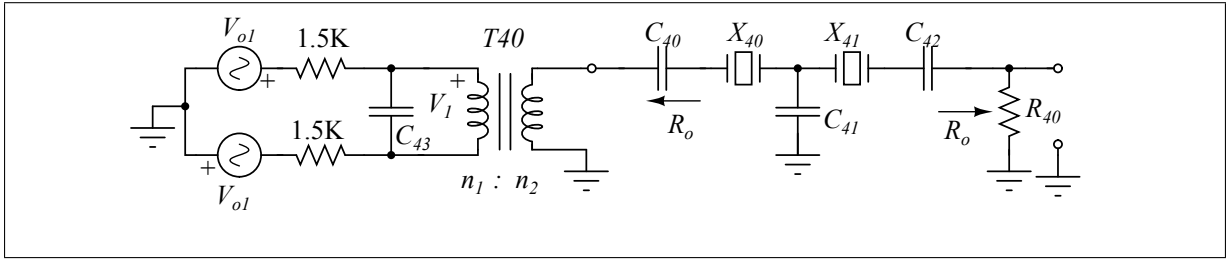 V_o1
1.5K
T40
C_40
X_40
X_41
C_42
+
+
V_1
C_43
C_41
R_o
R_o
R_40
1.5K
+
V_o1
n_1 : n_2